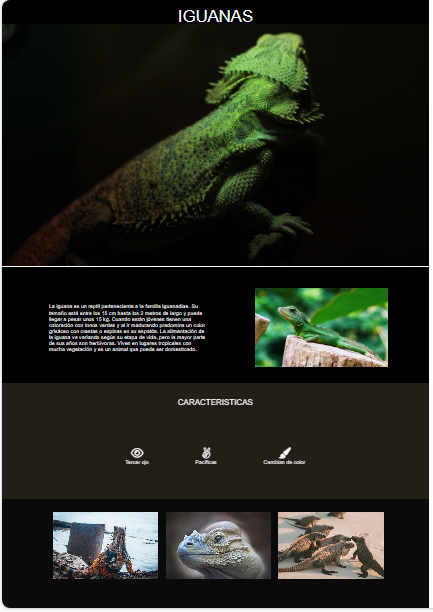 IGUANAS
La iguana es un reptil perteneciente a la familia Iguanadias. Su
tamaño está entre los 15 cm hasta los 2 metros de largo y puede
llegar a pesar unos 15 kg. Cuando están jóvenes tienen una
coloración con tonos verdes y al ir madurando predomina un color
grisáceo con crestas o espinas en su espalda. La alimentación de
la iguana va variando según su etapa de vida, pero la mayor parte
de sus años son herbívoras. Viven en lugares tropicales con
mucha vegetación y es un animal que puede ser domesticado.
CARACTERISTICAS
Tercer ojo
Pacificas
Cambian de color